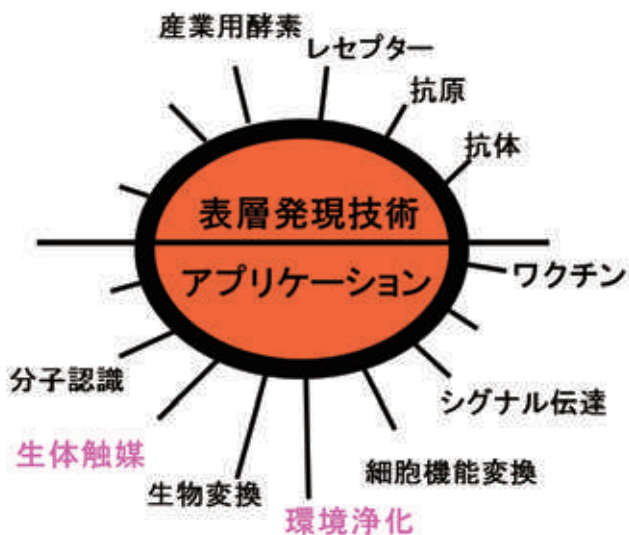 産業用酵素
レセプター
抗原
抗体
表層発現技術
アプリケーション
ワクチン
分子認識
シグナル伝達
生体触媒
細胞機能変換
生物変換
環境浄化